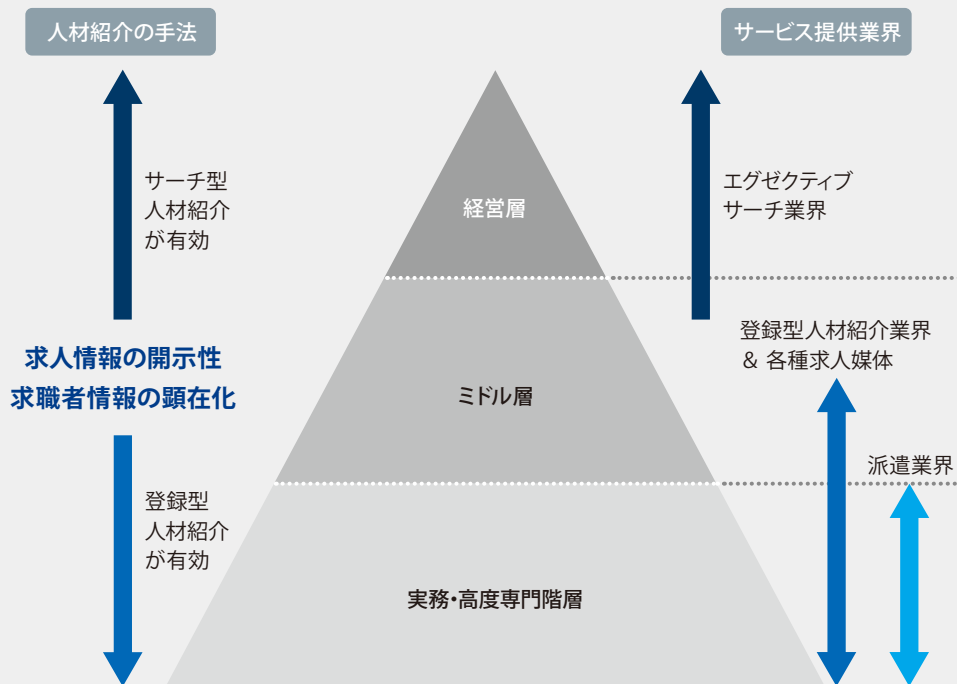 人材紹介の手法
サービス提供業界
サーチ型
人材紹介
が有効
経営層
エグゼクティブ
サーチ業界
求人情報の開示性
求職者情報の顕在化
登録型人材紹介業界
& 各種求人媒体
ミドル層
派遣業界
登録型
人材紹介
が有効
実務・高度専門階層